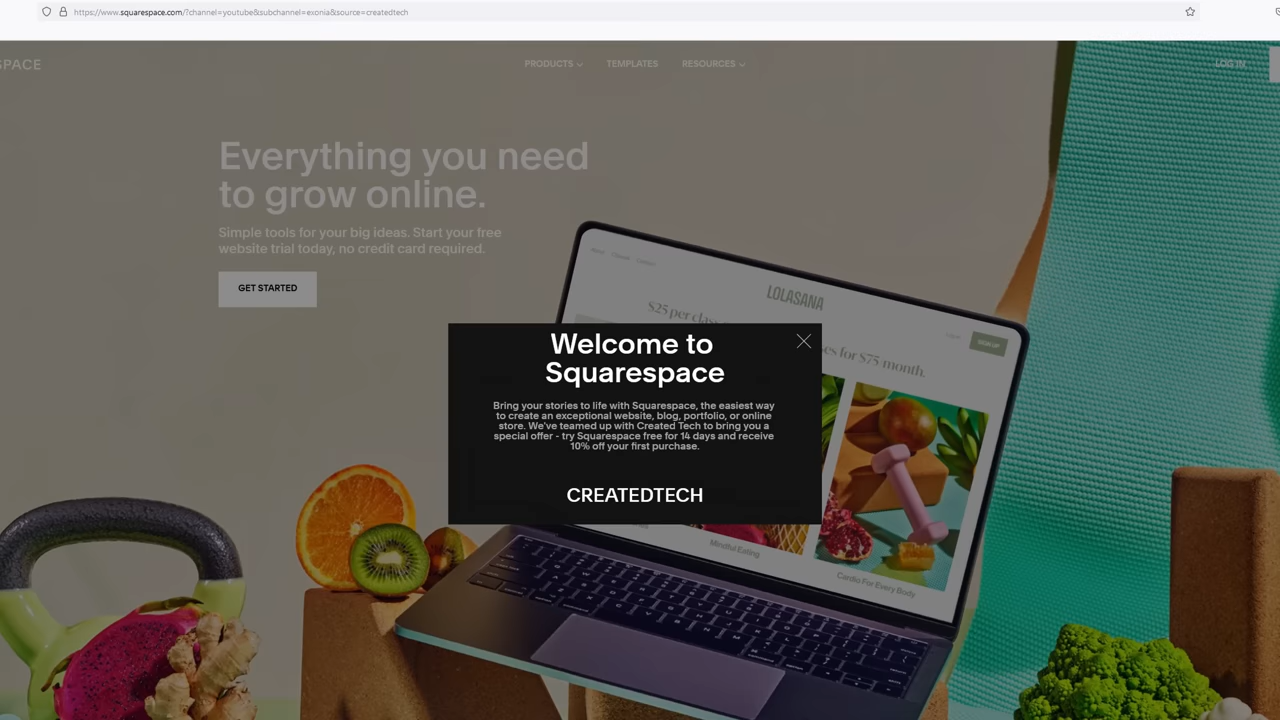 https://www.squarespace.com/?channel=youtube&subchannel=exonia&source=createdtech
SPACE
PRODUCTS
TEMPLATES
RESOURCES
LOG IN
Everything you need
to grow online.
Simple tools for your big ideas. Start your free
website trial today, no credit card required.
GET STARTED
LOLASANA
$25 per clas
ses for $75 month.
SIGN UP
Welcome to
Squarespace
Bring your stories to life with Squarespace, the easiest way
to create an exceptional website, blog, portfolio, or online
store. We've teamed up with Created Tech to bring you a
special offer - try Squarespace free for 14 days and receive
10% off your first purchase.
CREATEDTECH
Mindful Eating
Cardio For Every Body